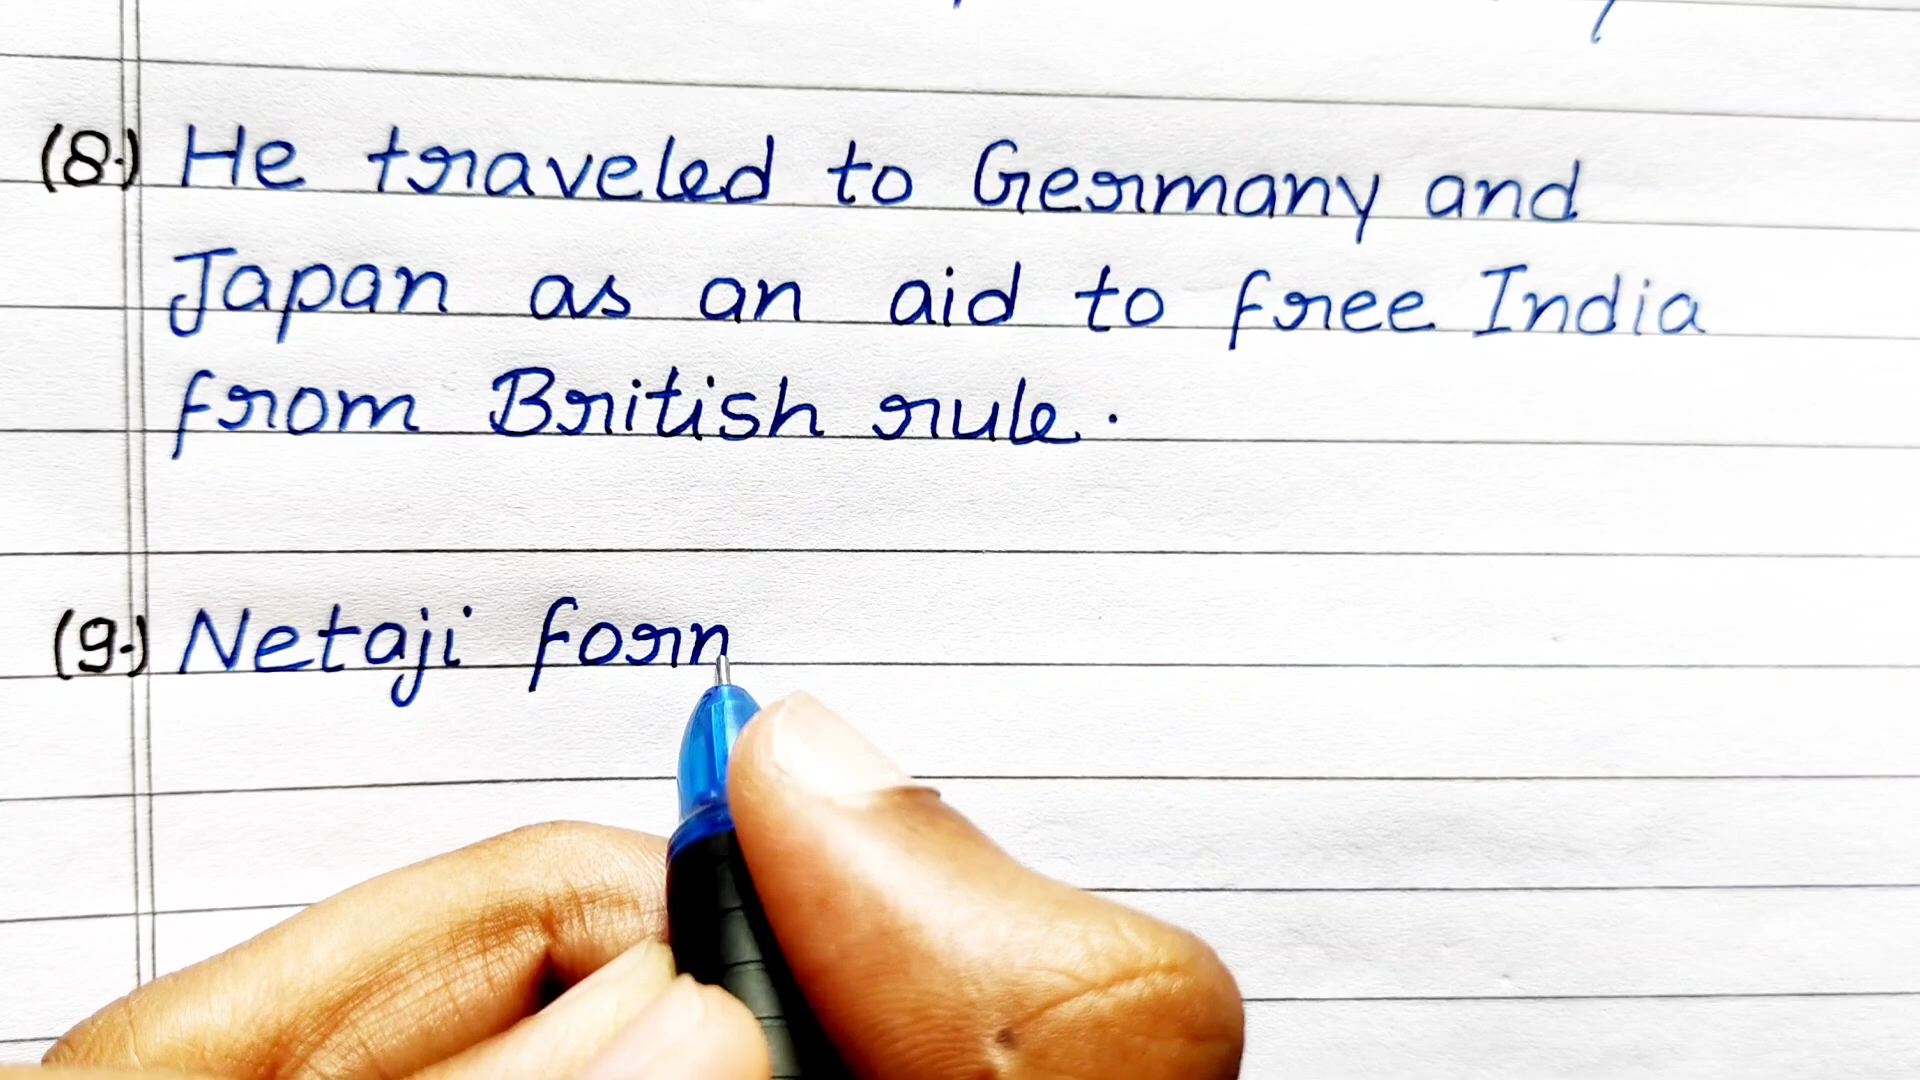 (8.) He traveled to Germany and
Japan as an aid to free India
from British rule.
(9.) Netaji forn